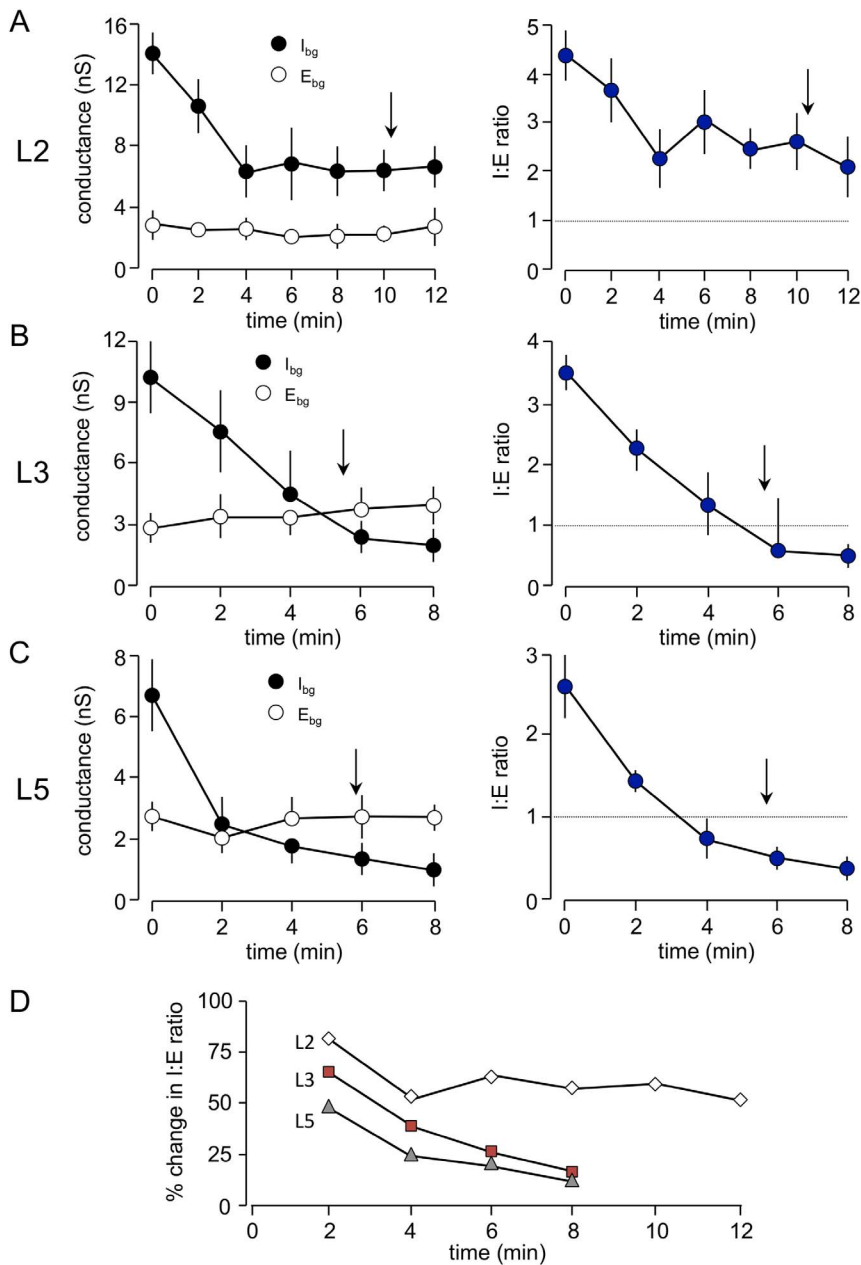 A
L2
conductance (nS)
16
12
8
4
0
I_bg
E_bg
0 2 4 6 8 10 12
time (min)
I:E ratio
5
4
3
2
1
0
0 2 4 6 8 10 12
time (min)
B
L3
conductance (nS)
12
9
6
3
0
I_bg
E_bg
0 2 4 6 8
time (min)
I:E ratio
4
3
2
1
0
0 2 4 6 8
time (min)
C
L5
conductance (nS)
8
6
4
2
0
I_bg
E_bg
0 2 4 6 8
time (min)
I:E ratio
3
2
1
0
0 2 4 6 8
time (min)
D
% change in I:E ratio
100
75
50
25
0
L2
L3
L5
0 2 4 6 8 10 12
time (min)